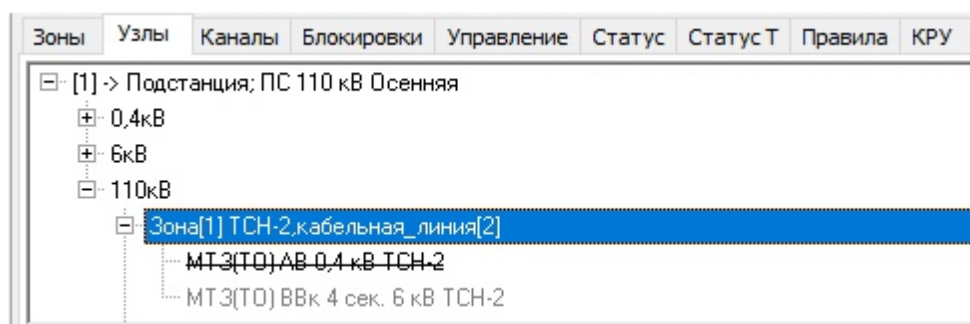 Зоны Узлы Каналы Блокировки Управление Статус Статус Т Правила КРУ
[1] -> Подстанция; ПС 110 кВ Осенняя
0,4кВ
6кВ
110кВ
Зона[1] ТСН-2,кабельная_линия[2]
МТЗ(ТО) АВ 0,4 кВ ТСН-2
МТЗ(ТО) ВВк 4 сек. 6 кВ ТСН-2